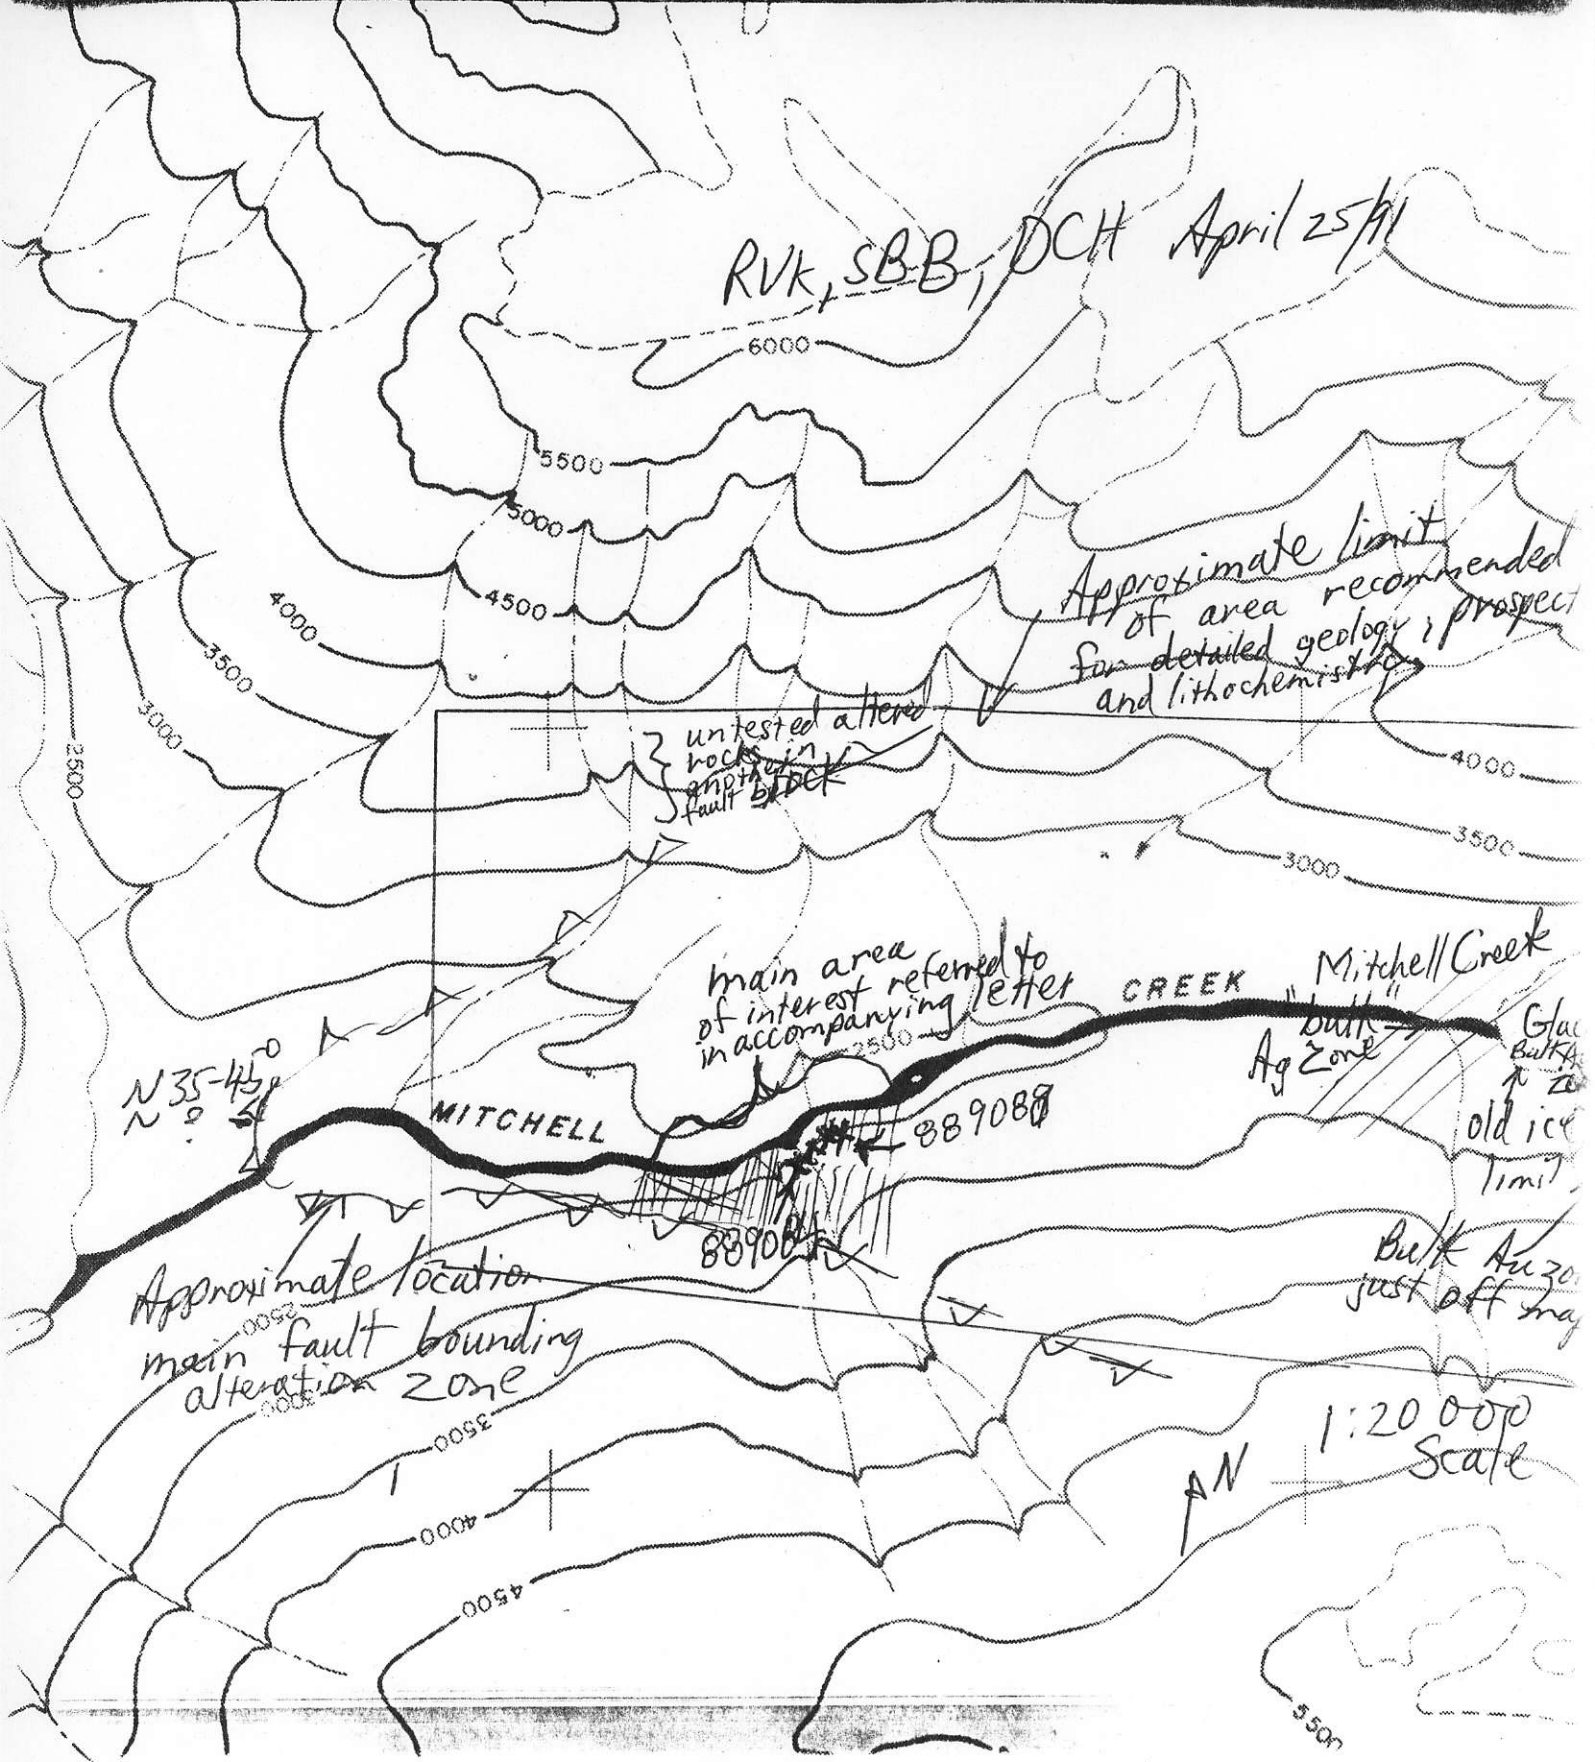 RVK, SBB, DCH April 25/91
6000
5500
5000
4500
4000
3500
3000
2500
Approximate limit
of area recommended
for detailed geology, prospect
and lithochemistry
untested altered
rocks in
another
fault block
4000
3500
3000
main area
of interest referred to
in accompanying letter
2500
CREEK
Mitchell Creek
"bulk"
Ag Zone
old ice
limit
N 35-45°
MITCHELL
Approximate location
main fault bounding
alteration zone
Bulk Au zo
just off map
2500
3000
3500
4000
4500
1:20 000
Scale
N
5500